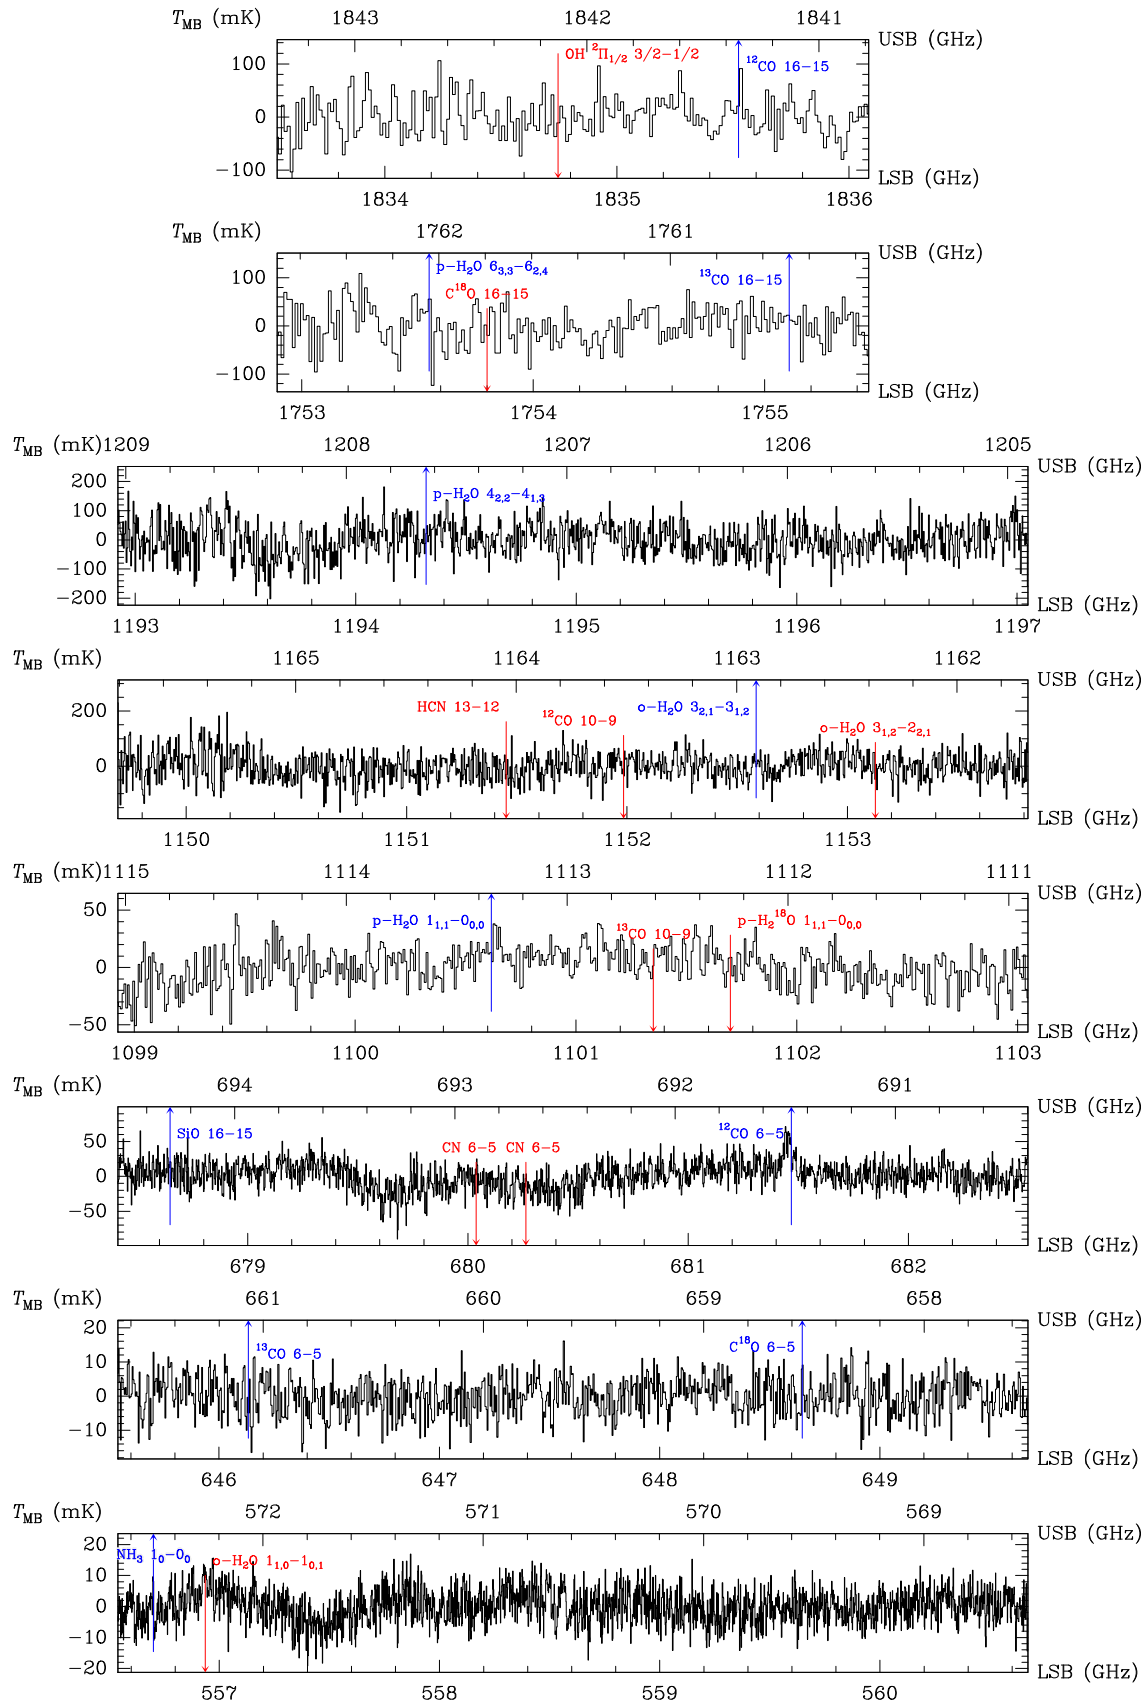 T_MB (mK) 1843 1842 1841 USB (GHz)
OH ²Π₁/₂ 3/2−1/2 ¹²CO 16−15
100
0
−100
1834 1835 1836 LSB (GHz)
T_MB (mK) 1762 1761 USB (GHz)
p−H₂O 6₃,₃−6₂,₄ ¹³CO 16−15
C¹⁸O 16−15
100
0
−100
1753 1754 1755 LSB (GHz)
T_MB (mK) 1209 1208 1207 1206 1205 USB (GHz)
p−H₂O 4₂,₂−4₁,₃
200
100
0
−100
−200
1193 1194 1195 1196 1197 LSB (GHz)
T_MB (mK) 1165 1164 1163 1162 USB (GHz)
HCN 13−12 ¹²CO 10−9 o−H₂O 3₂,₁−3₁,₂ o−H₂O 3₁,₂−2₂,₁
200
0
1150 1151 1152 1153 LSB (GHz)
T_MB (mK) 1115 1114 1113 1112 1111 USB (GHz)
p−H₂O 1₁,₁−0₀,₀ ¹³CO 10−9 p−H₂¹⁸O 1₁,₁−0₀,₀
50
0
−50
1099 1100 1101 1102 1103 LSB (GHz)
T_MB (mK) 694 693 692 691 USB (GHz)
SiO 16−15 CN 6−5 CN 6−5 ¹²CO 6−5
50
0
−50
679 680 681 682 LSB (GHz)
T_MB (mK) 661 660 659 658 USB (GHz)
¹³CO 6−5 C¹⁸O 6−5
20
10
0
−10
646 647 648 649 LSB (GHz)
T_MB (mK) 572 571 570 569 USB (GHz)
NH₃ 1₀−0₀ o−H₂O 1₁,₀−1₀,₁
20
10
0
−10
−20
557 558 559 560 LSB (GHz)